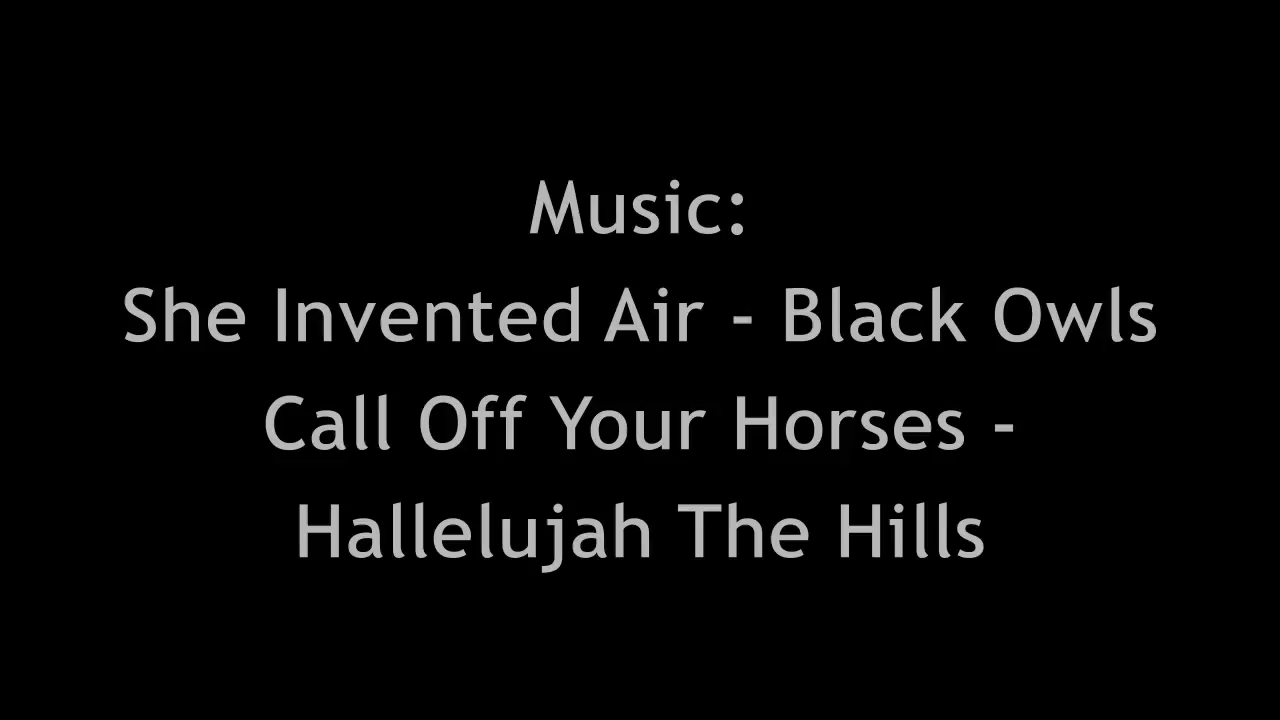 Music:
She Invented Air - Black Owls
Call Off Your Horses -
Hallelujah The Hills